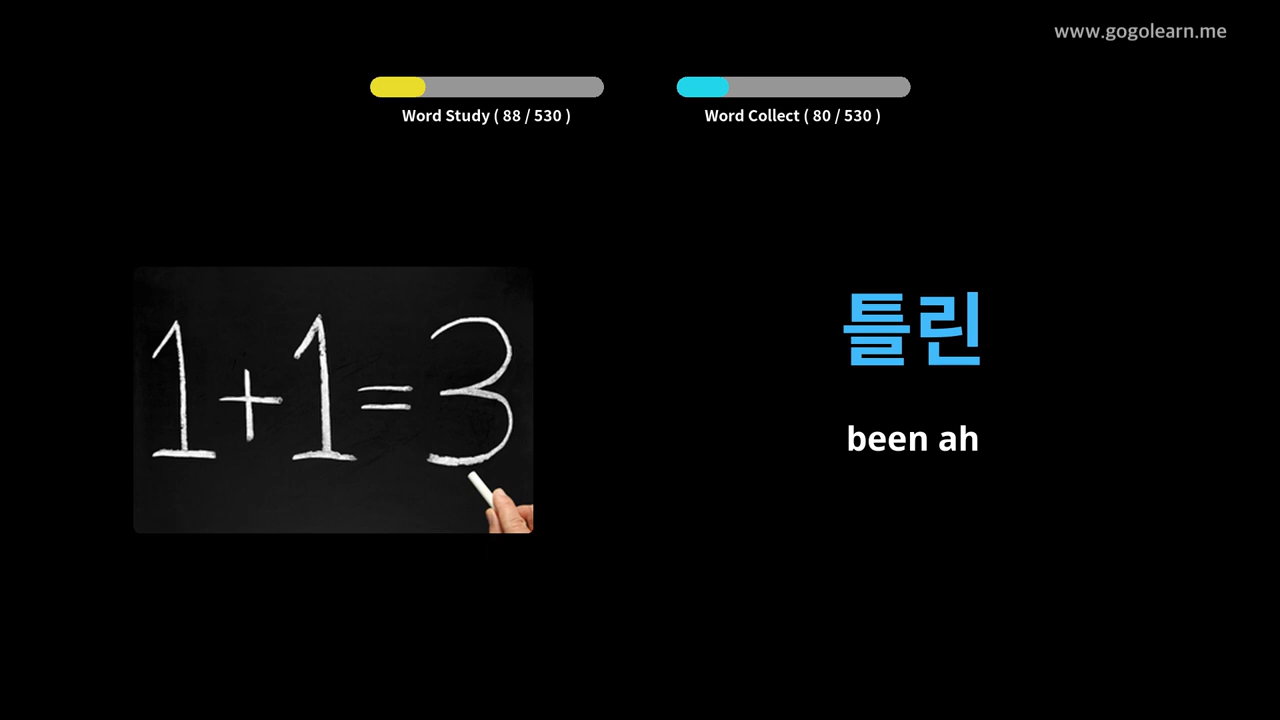 www.gogolearn.me
Word Study ( 88 / 530 )
Word Collect ( 80 / 530 )
1+1=3
틀린
been ah